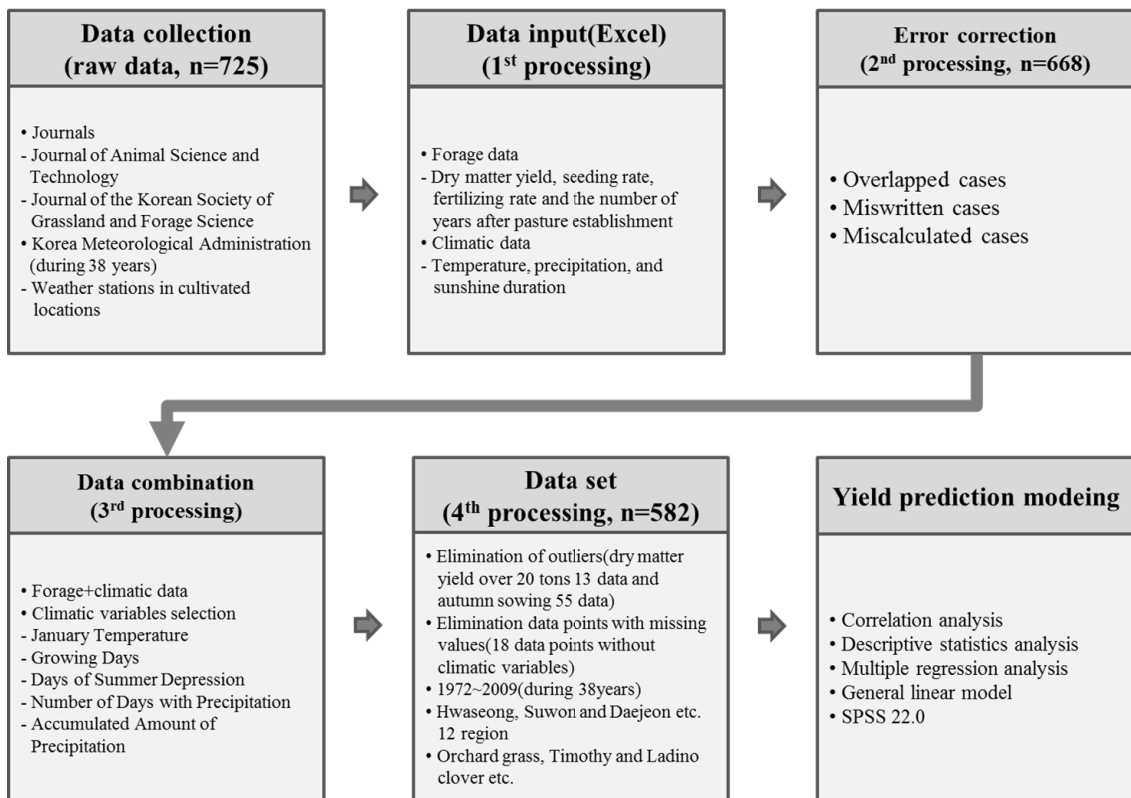 Data collection
(raw data, n=725)
• Journals
- Journal of Animal Science and
Technology
- Journal of the Korean Society of
Grassland and Forage Science
• Korea Meteorological Administration
(during 38 years)
- Weather stations in cultivated
locations
Data input(Excel)
(1st processing)
• Forage data
- Dry matter yield, seeding rate,
fertilizing rate and the number of
years after pasture establishment
• Climatic data
- Temperature, precipitation, and
sunshine duration
Error correction
(2nd processing, n=668)
• Overlapped cases
• Miswritten cases
• Miscalculated cases
Data combination
(3rd processing)
• Forage+climatic data
• Climatic variables selection
- January Temperature
- Growing Days
- Days of Summer Depression
- Number of Days with Precipitation
- Accumulated Amount of
Precipitation
Data set
(4th processing, n=582)
• Elimination of outliers(dry matter
yield over 20 tons 13 data and
autumn sowing 55 data)
• Elimination data points with missing
values(18 data points without
climatic variables)
• 1972~2009(during 38years)
• Hwaseong, Suwon and Daejeon etc.
12 region
• Orchard grass, Timothy and Ladino
clover etc.
Yield prediction modeing
• Correlation analysis
• Descriptive statistics analysis
• Multiple regression analysis
• General linear model
• SPSS 22.0